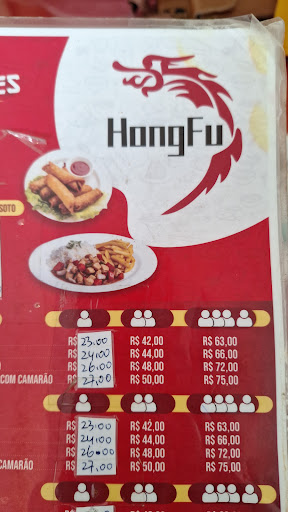 ES
HongFu
SOTO
R$ 23,00 R$ 42,00 R$ 63,00
R$ 24,00 R$ 44,00 R$ 66,00
R$ 26,00 R$ 48,00 R$ 72,00
COM CAMARÃO R$ 27,00 R$ 50,00 R$ 75,00
R$ 23,00 R$ 42,00 R$ 63,00
R$ 24,00 R$ 44,00 R$ 66,00
R$ 26,00 R$ 48,00 R$ 72,00
CAMARÃO R$ 27,00 R$ 50,00 R$ 75,00